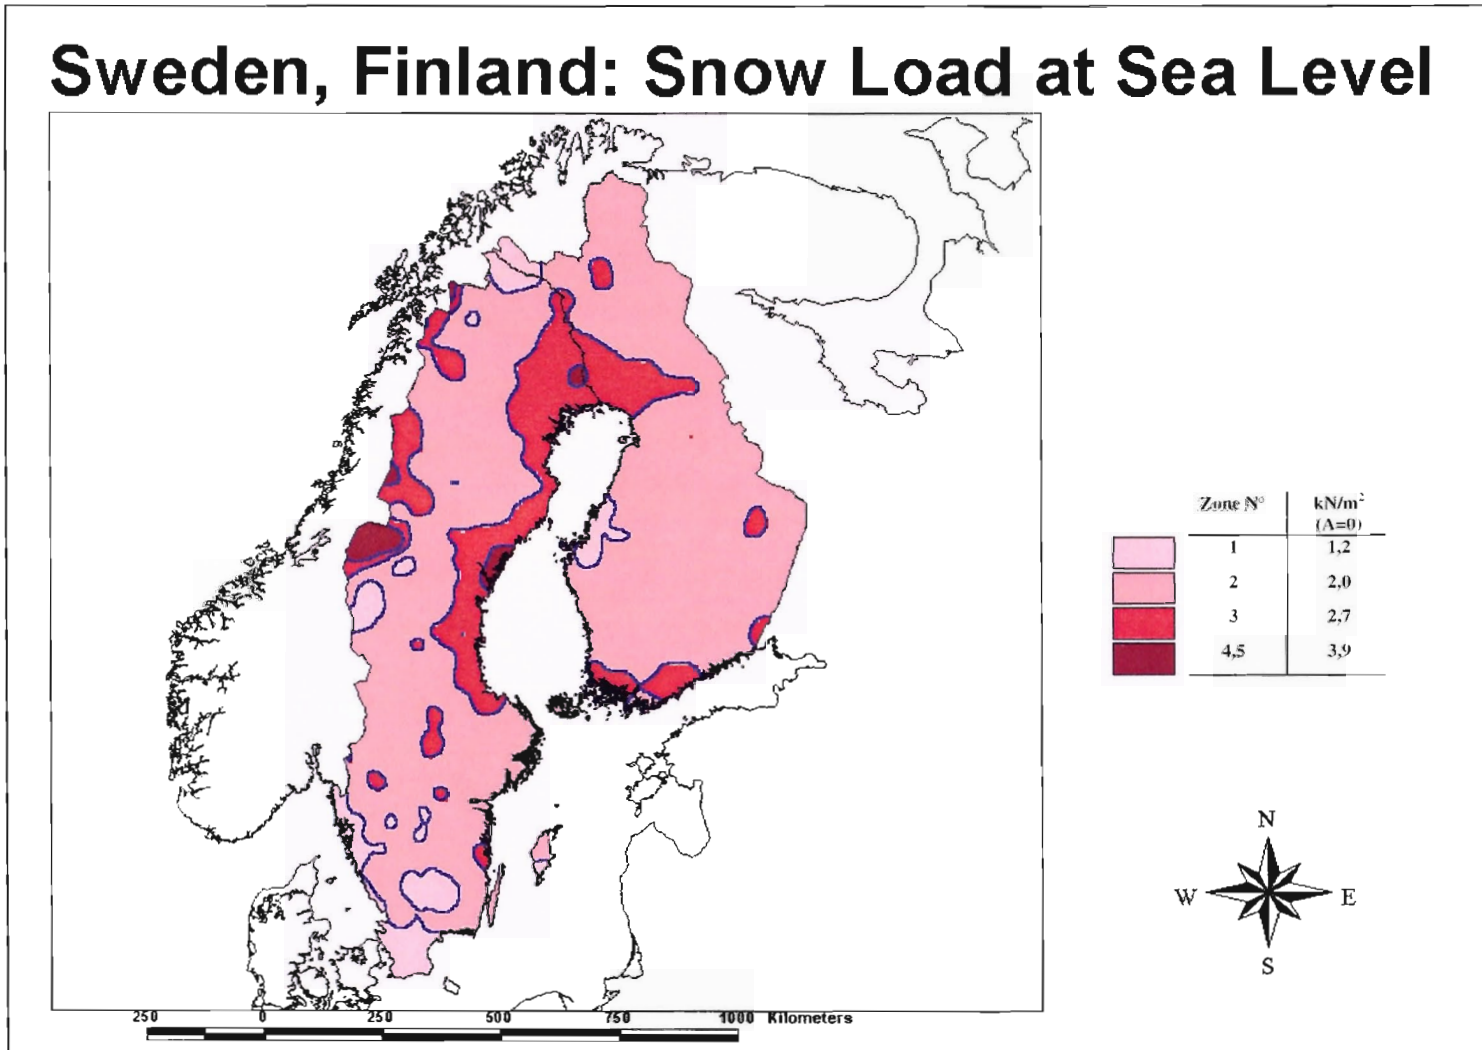 Sweden, Finland: Snow Load at Sea Level
Zone N° kN/m²
(A=0)
1 1,2
2 2,0
3 2,7
4,5 3,9
N
W E
S
250 0 250 500 750 1000 Kilometers